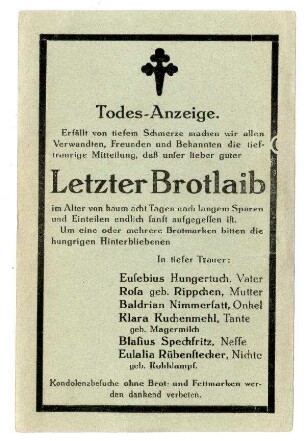 Todes-Anzeige.
Erfüllt von tiefem Schmerze machen wir allen
Verwandten, Freunden und Bekannten die tief-
traurige Mitteilung, daß unser lieber guter
Letzter Brotlaib
im Alter von kaum acht Tagen nach langem Sparen
und Einteilen endlich sanft aufgegessen ist.
Um eine oder mehrere Brotmarken bitten die
hungrigen Hinterbliebenen
In tiefer Trauer:
Eusebius Hungertuch, Vater
Rosa geb. Rippchen, Mutter
Baldrian Nimmersatt, Onkel
Klara Kuchenmehl, Tante
geb. Magermilch
Blasius Speckfritz, Neffe
Eulalia Rübenstecker, Nichte
geb. Kohldampf.
Kondolenzbesuche ohne Brot- und Fettmarken wer-
den dankend verbeten.